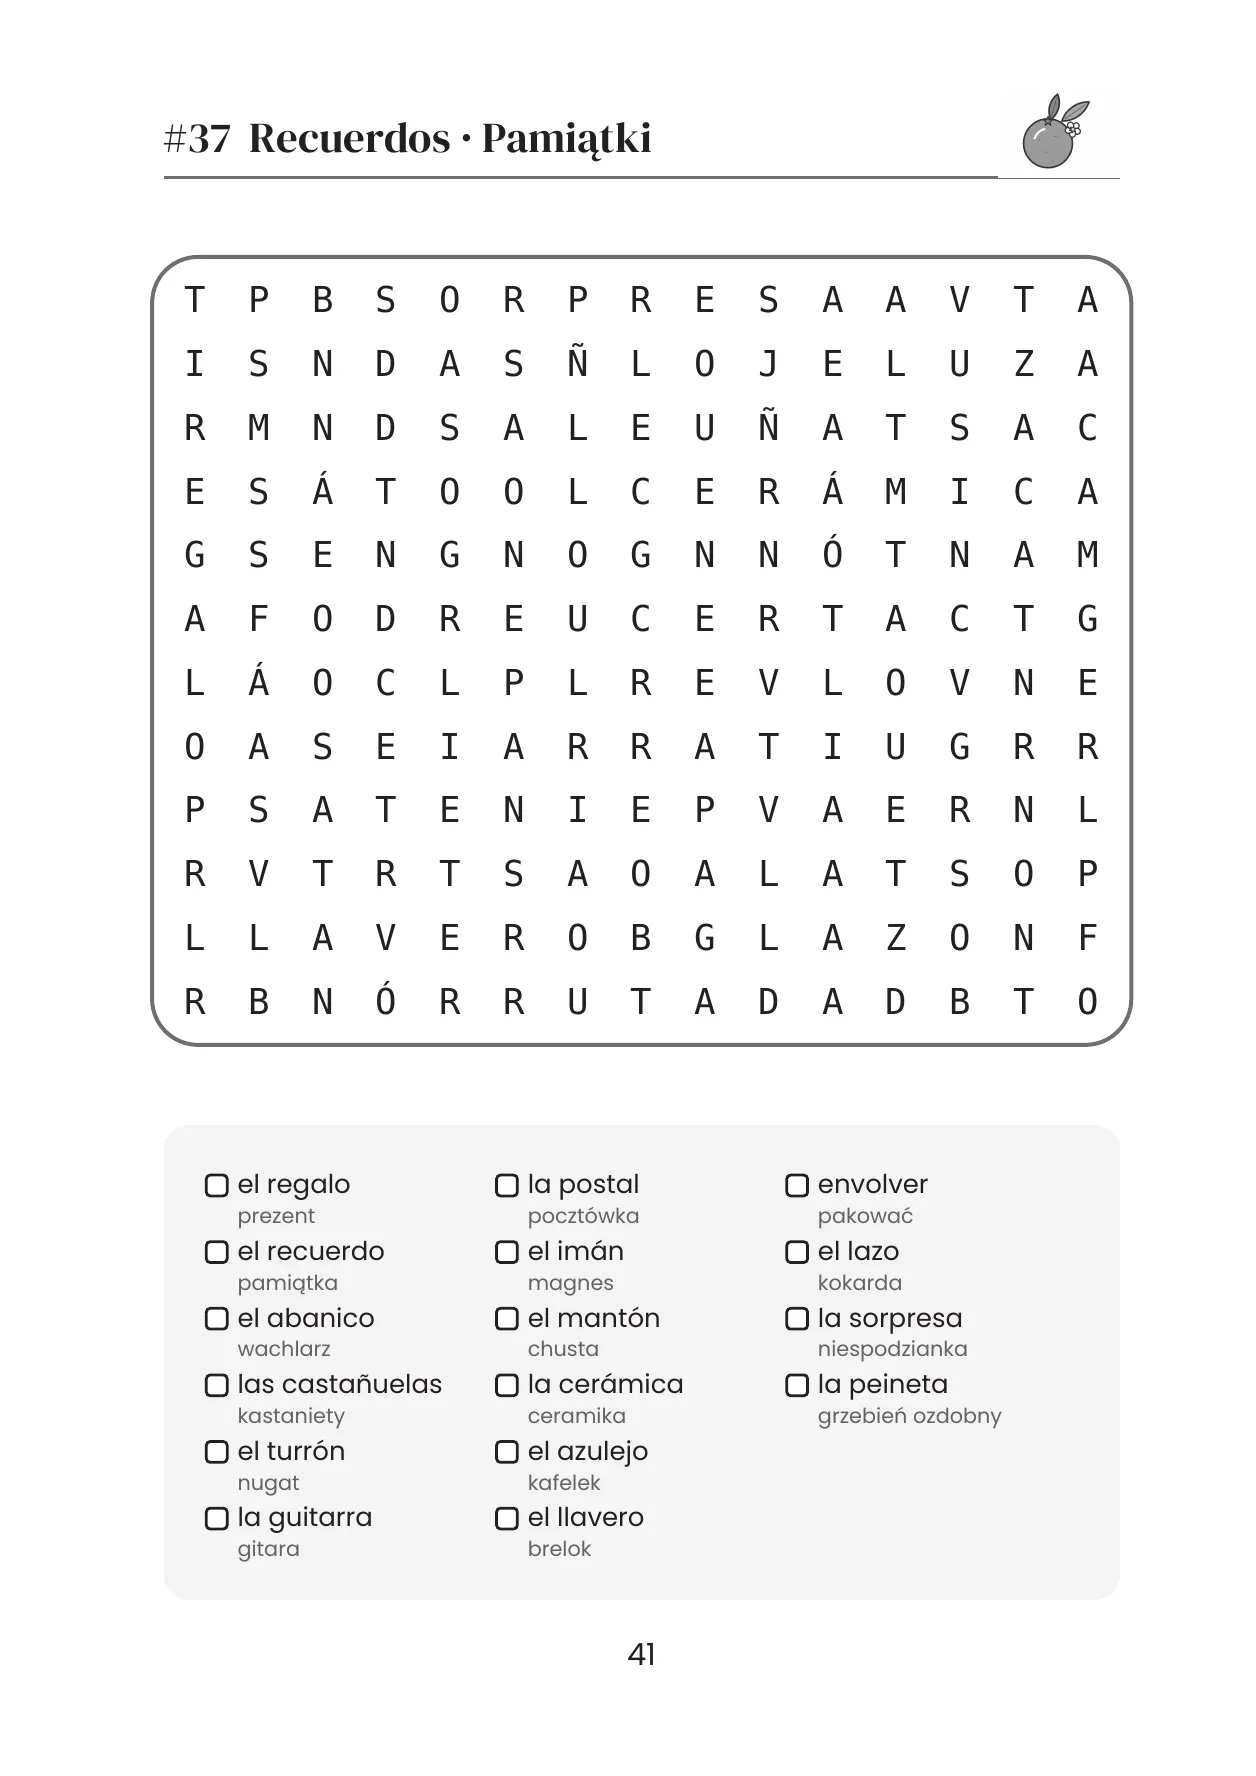 #37 Recuerdos · Pamiątki
T P B S O R P R E S A A V T A
I S N D A S Ñ L O J E L U Z A
R M N D S A L E U Ñ A T S A C
E S Á T O O L C E R Á M I C A
G S E N G N O G N N Ó T N A M
A F O D R E U C E R T A C T G
L Á O C L P L R E V L O V N E
O A S E I A R R A T I U G R R
P S A T E N I E P V A E R N L
R V T R T S A O A L A T S O P
L L A V E R O B G L A Z O N F
R B N Ó R R U T A D A D B T O
el regalo
prezent
el recuerdo
pamiątka
el abanico
wachlarz
las castañuelas
kastaniety
el turrón
nugat
la guitarra
gitara
la postal
pocztówka
el imán
magnes
el mantón
chusta
la cerámica
ceramika
el azulejo
kafelek
el llavero
brelok
envolver
pakować
el lazo
kokarda
la sorpresa
niespodzianka
la peineta
grzebień ozdobny
41